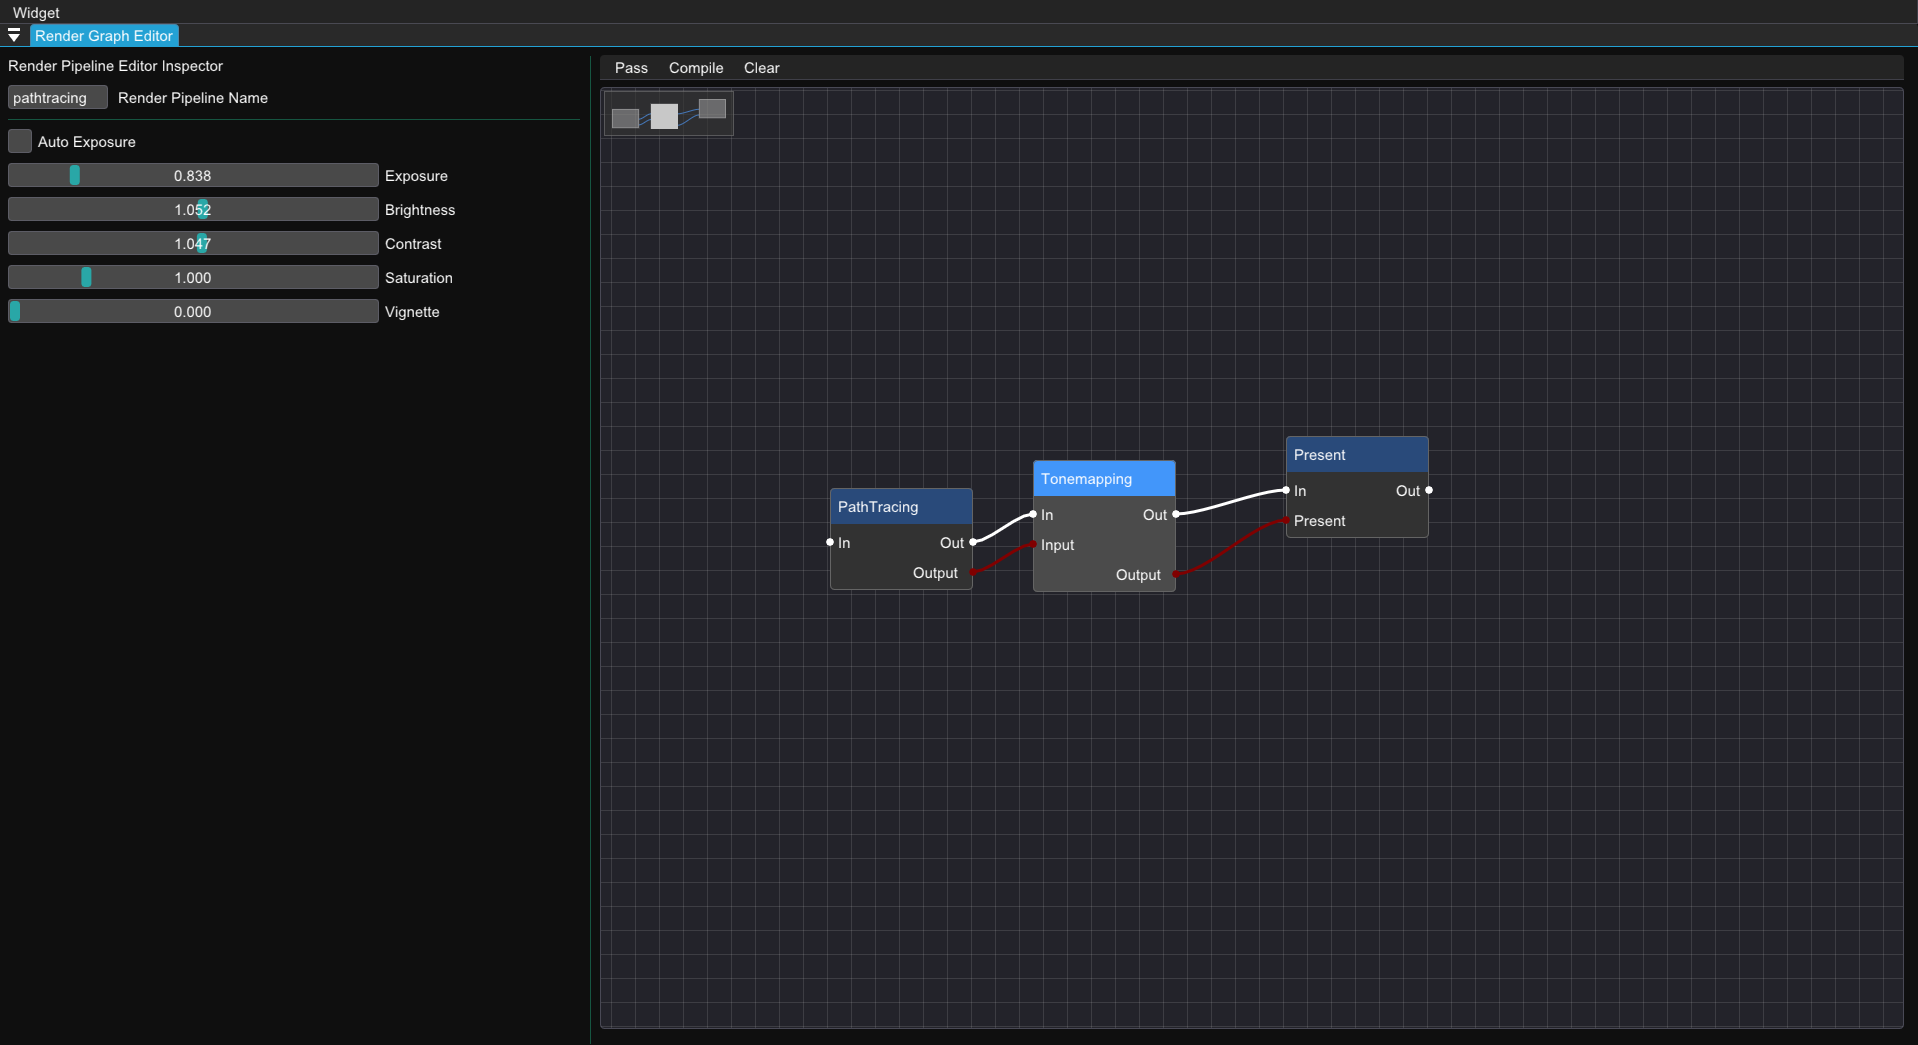 Widget
Render Graph Editor
Render Pipeline Editor Inspector
pathtracing Render Pipeline Name
Auto Exposure
0.838 Exposure
1.052 Brightness
1.047 Contrast
1.000 Saturation
0.000 Vignette
Pass Compile Clear
PathTracing
In Out
Output
Tonemapping
In Out
Input
Output
Present
In Out
Present